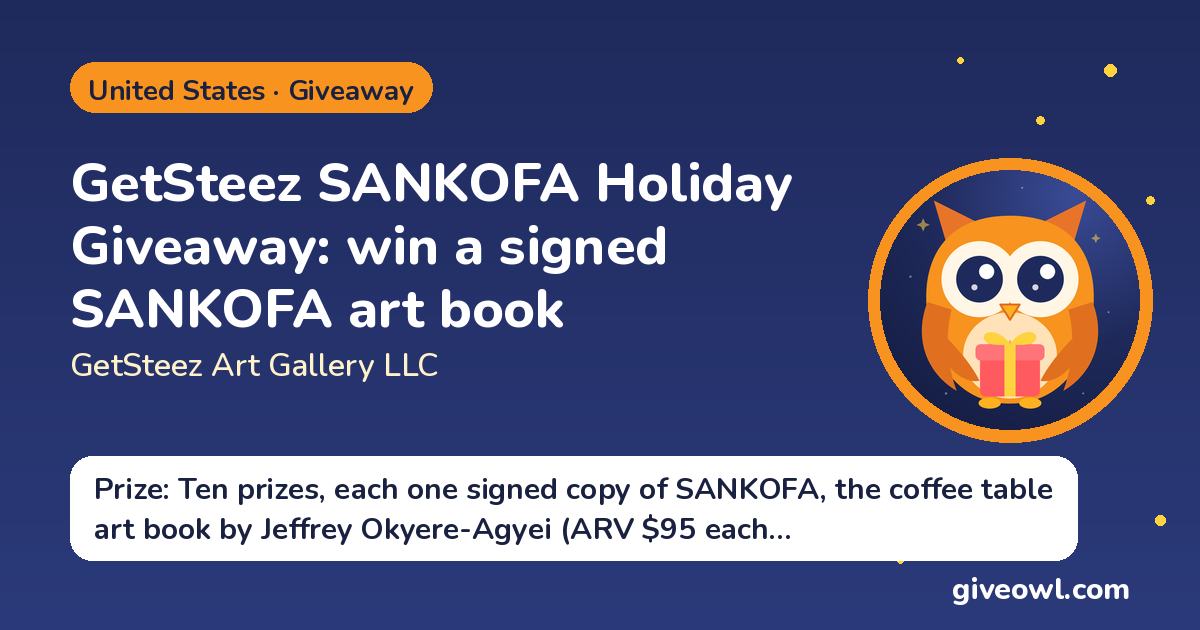 United States · Giveaway
GetSteez SANKOFA Holiday
Giveaway: win a signed
SANKOFA art book
GetSteez Art Gallery LLC
Prize: Ten prizes, each one signed copy of SANKOFA, the coffee table
art book by Jeffrey Okyere-Agyei (ARV $95 each...
giveowl.com